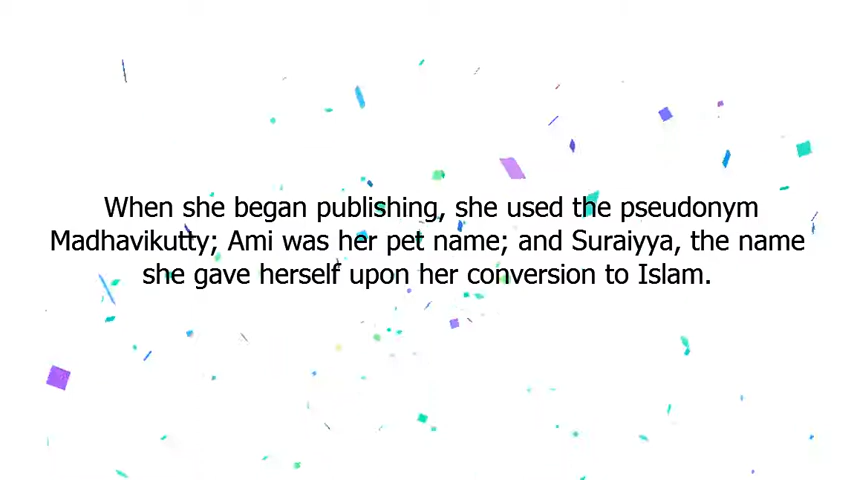 When she began publishing, she used the pseudonym
Madhavikutty; Ami was her pet name; and Suraiyya, the name
she gave herself upon her conversion to Islam.